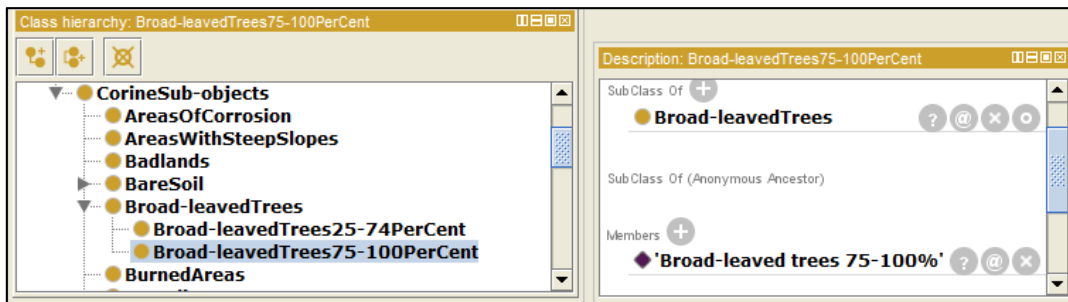 Class hierarchy: Broad-leavedTrees75-100PerCent
CorineSub-objects
AreasOfCorrosion
AreasWithSteepSlopes
Badlands
BareSoil
Broad-leavedTrees
Broad-leavedTrees25-74PerCent
Broad-leavedTrees75-100PerCent
BurnedAreas
Description: Broad-leavedTrees75-100PerCent
SubClass Of
Broad-leavedTrees
SubClass Of (Anonymous Ancestor)
Members
'Broad-leaved trees 75-100%'